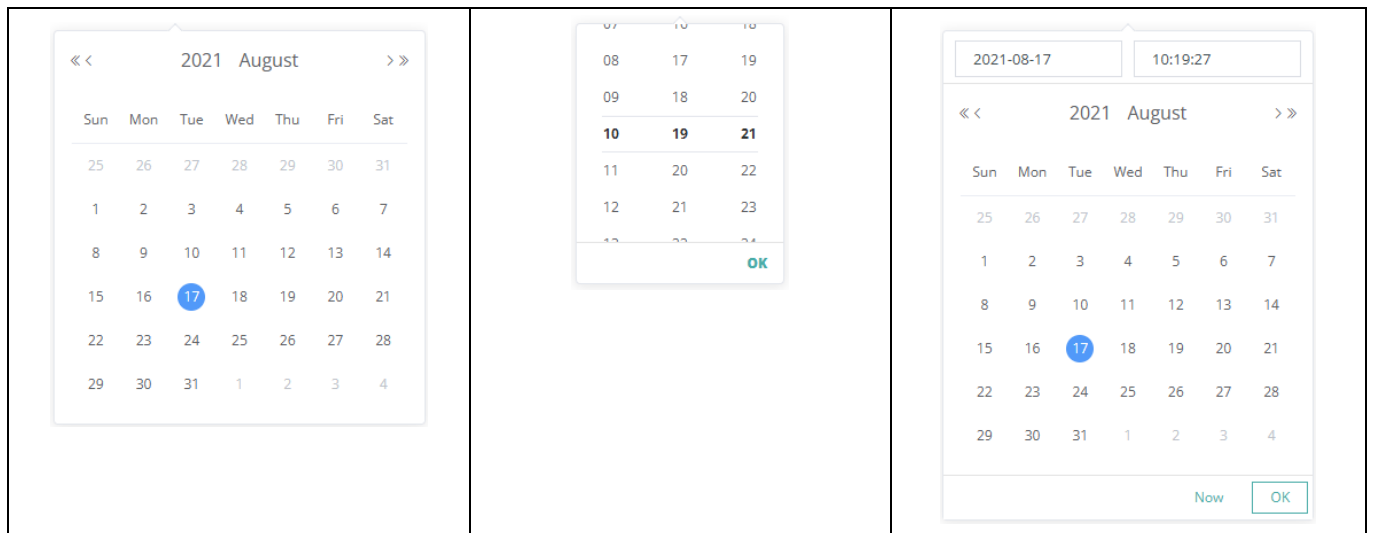 « < 2021 August > »
Sun Mon Tue Wed Thu Fri Sat
25 26 27 28 29 30 31
1 2 3 4 5 6 7
8 9 10 11 12 13 14
15 16 17 18 19 20 21
22 23 24 25 26 27 28
29 30 31 1 2 3 4
08 17 19
09 18 20
10 19 21
11 20 22
12 21 23
OK
2021-08-17 10:19:27
« < 2021 August > »
Sun Mon Tue Wed Thu Fri Sat
25 26 27 28 29 30 31
1 2 3 4 5 6 7
8 9 10 11 12 13 14
15 16 17 18 19 20 21
22 23 24 25 26 27 28
29 30 31 1 2 3 4
Now OK